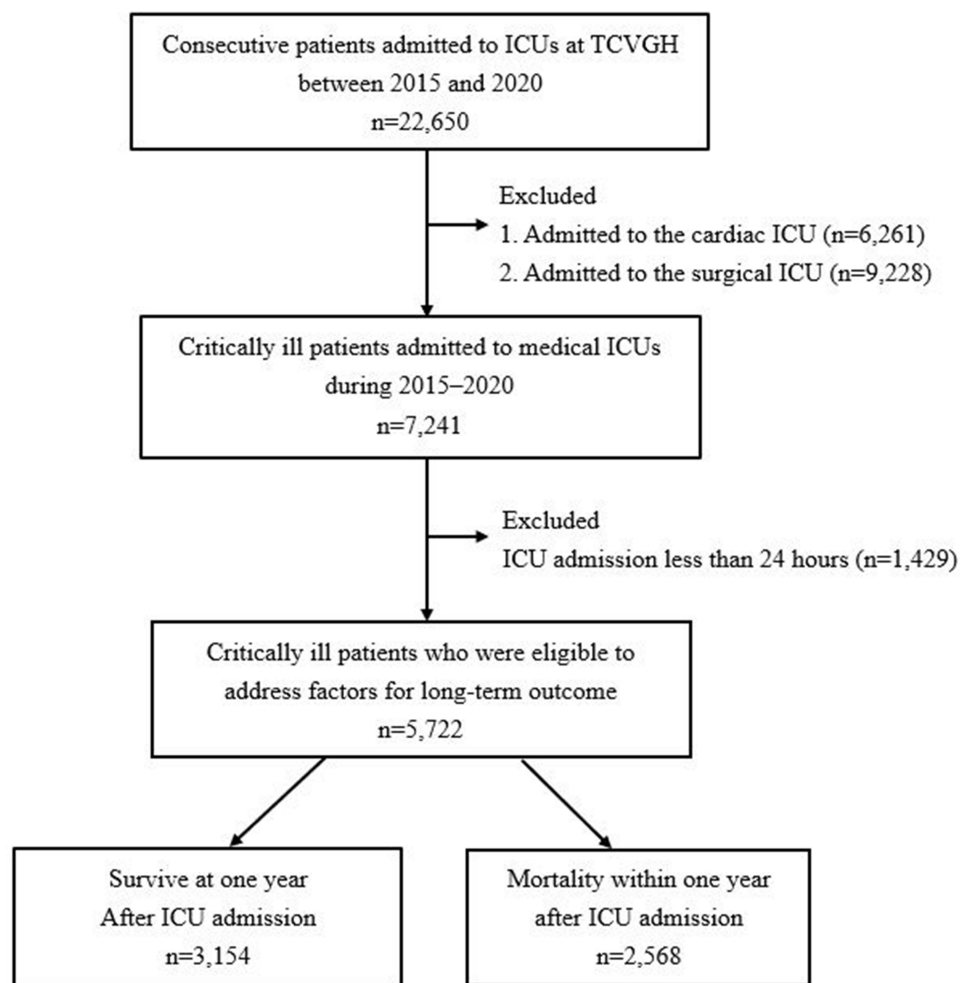 Consecutive patients admitted to ICUs at TCVGH
between 2015 and 2020
n=22,650
Excluded
1. Admitted to the cardiac ICU (n=6,261)
2. Admitted to the surgical ICU (n=9,228)
Critically ill patients admitted to medical ICUs
during 2015–2020
n=7,241
Excluded
ICU admission less than 24 hours (n=1,429)
Critically ill patients who were eligible to
address factors for long-term outcome
n=5,722
Survive at one year
After ICU admission
n=3,154
Mortality within one year
after ICU admission
n=2,568